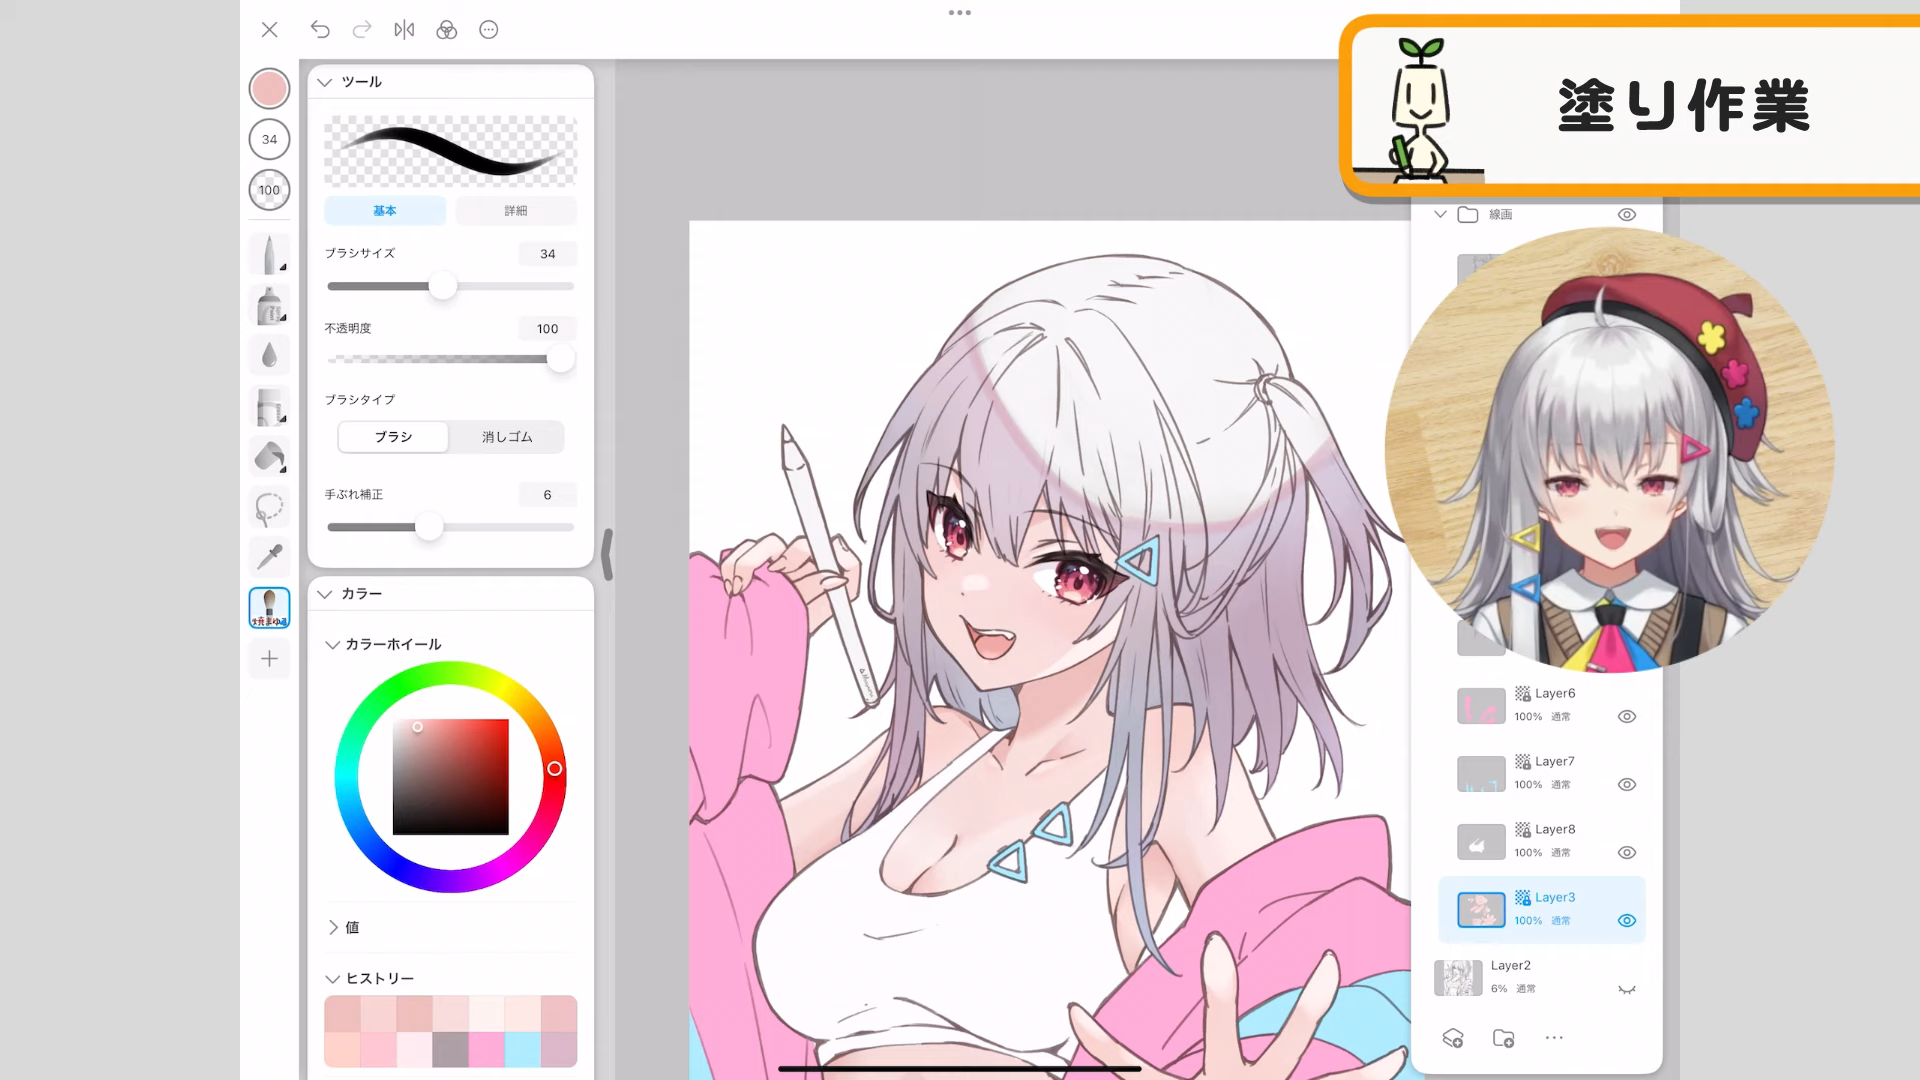 塗り作業
34
100
ツール
基本
詳細
ブラシサイズ
34
不透明度
100
ブラシタイプ
ブラシ
消しゴム
手ぶれ補正
6
カラー
カラーホイール
値
ヒストリー
線画
Layer6
100% 通常
Layer7
100% 通常
Layer8
100% 通常
Layer3
100% 通常
Layer2
6% 通常